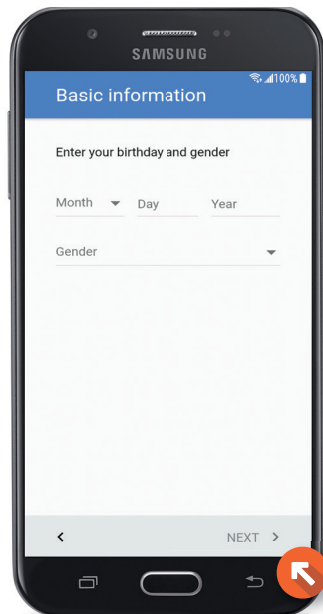 SAMSUNG
100%
Basic information
Enter your birthday and gender
Month Day Year
Gender
NEXT